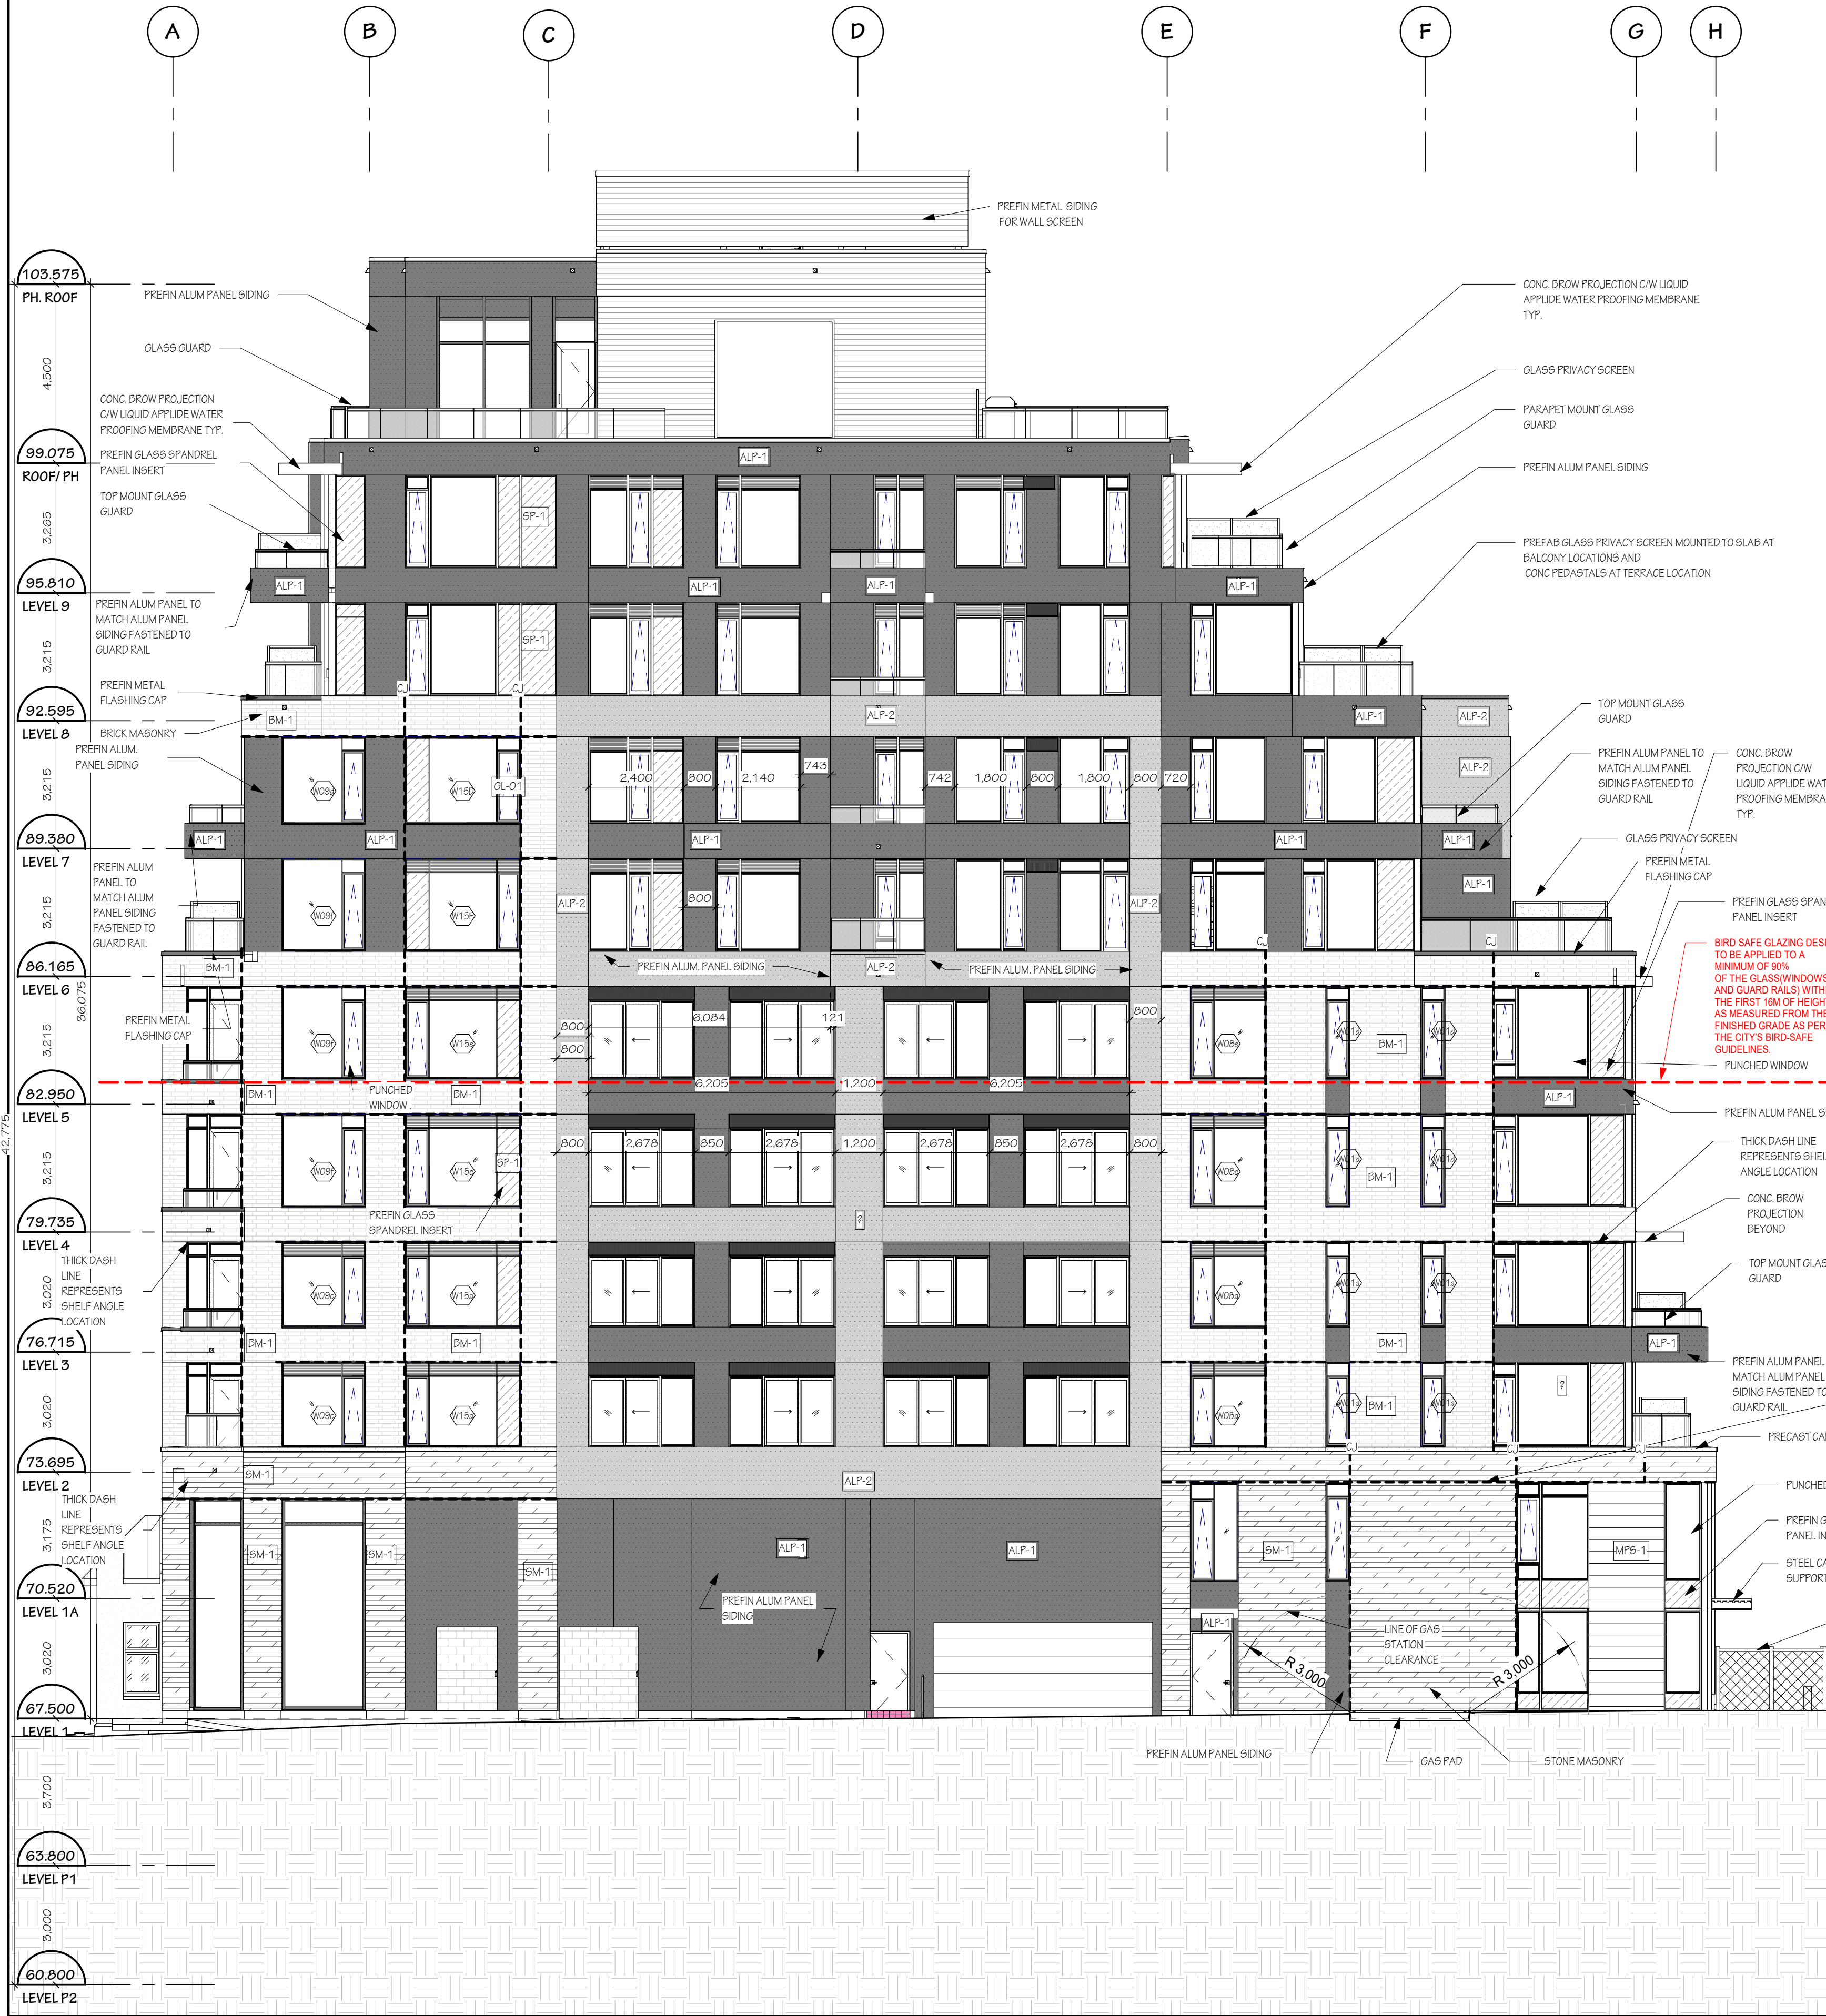 A
B
C
D
E
F
G
H
PREFIN METAL SIDING
FOR WALL SCREEN
103.575
PH. ROOF
PREFIN ALUM PANEL SIDING
CONC. BROW PROJECTION C/W LIQUID
APPLIDE WATER PROOFING MEMBRANE
TYP.
GLASS GUARD
4,500
GLASS PRIVACY SCREEN
CONC. BROW PROJECTION
C/W LIQUID APPLIDE WATER
PROOFING MEMBRANE TYP.
PARAPET MOUNT GLASS
GUARD
99.075
ROOF/ PH
PREFIN GLASS SPANDREL
PANEL INSERT
ALP-1
PREFIN ALUM PANEL SIDING
TOP MOUNT GLASS
GUARD
SP-1
3,265
PREFAB GLASS PRIVACY SCREEN MOUNTED TO SLAB AT
BALCONY LOCATIONS AND
CONC PEDASTALS AT TERRACE LOCATION
95.810
LEVEL 9
ALP-1
ALP-1
ALP-1
ALP-1
PREFIN ALUM PANEL TO
MATCH ALUM PANEL
SIDING FASTENED TO
GUARD RAIL
SP-1
3,215
PREFIN METAL
FLASHING CAP
CJ
CJ
92.595
LEVEL 8
BM-1
ALP-2
ALP-1
ALP-2
TOP MOUNT GLASS
GUARD
BRICK MASONRY
PREFIN ALUM.
PANEL SIDING
PREFIN ALUM PANEL TO
MATCH ALUM PANEL
SIDING FASTENED TO
GUARD RAIL
CONC. BROW
PROJECTION C/W
LIQUID APPLIDE WAT
PROOFING MEMBRA
TYP.
3,215
W09d
W15D
GL-01
2,400
800
2,140
743
742
1,800
800
1,800
800
720
ALP-2
89.380
LEVEL 7
ALP-1
ALP-1
ALP-1
ALP-1
ALP-1
GLASS PRIVACY SCREEN
PREFIN METAL
FLASHING CAP
PREFIN ALUM
PANEL TO
MATCH ALUM
PANEL SIDING
FASTENED TO
GUARD RAIL
3,215
W09f
W15F
ALP-2
800
ALP-2
ALP-1
PREFIN GLASS SPAN
PANEL INSERT
CJ
CJ
86.165
LEVEL 6
BM-1
PREFIN ALUM. PANEL SIDING
ALP-2
PREFIN ALUM. PANEL SIDING
BIRD SAFE GLAZING DESI
TO BE APPLIED TO A
MINIMUM OF 90%
OF THE GLASS(WINDOWS
AND GUARD RAILS) WITH
THE FIRST 16M OF HEIGH
AS MEASURED FROM THE
FINISHED GRADE AS PER
THE CITY'S BIRD-SAFE
GUIDELINES.
36,075
PREFIN METAL
FLASHING CAP
3,215
W09f
W15e
800
800
6,084
121
800
W08e
W01d
W01d
BM-1
PUNCHED WINDOW
PUNCHED
WINDOW
82.950
LEVEL 5
BM-1
BM-1
6,205
1,200
6,205
ALP-1
PREFIN ALUM PANEL S
42,775
3,215
W09f
W15e
SP-1
800
2,678
850
2,678
1,200
2,678
850
2,678
800
W08e
W01d
W01d
BM-1
THICK DASH LINE
REPRESENTS SHEL
ANGLE LOCATION
PREFIN GLASS
SPANDREL INSERT
?
79.735
LEVEL 4
CONC. BROW
PROJECTION
BEYOND
THICK DASH
LINE
REPRESENTS
SHELF ANGLE
LOCATION
3,020
W09c
W15a
W08a
W01a
W01a
TOP MOUNT GLAS
GUARD
76.715
LEVEL 3
BM-1
BM-1
BM-1
ALP-1
PREFIN ALUM PANEL
MATCH ALUM PANEL
SIDING FASTENED TO
GUARD RAIL
3,020
W09c
W15a
W08a
W01a
W01a
BM-1
?
PRECAST CA
CJ
CJ
CJ
73.695
LEVEL 2
SM-1
ALP-2
PUNCHED
THICK DASH
LINE
REPRESENTS
SHELF ANGLE
LOCATION
3,175
SM-1
SM-1
SM-1
ALP-1
ALP-1
SM-1
MPS-1
PREFIN G
PANEL IN
STEEL CA
SUPPORT
70.520
LEVEL 1A
PREFIN ALUM PANEL
SIDING
ALP-1
LINE OF GAS
STATION
CLEARANCE
3,020
R 3,000
R 3,000
67.500
LEVEL 1
PREFIN ALUM PANEL SIDING
GAS PAD
STONE MASONRY
3,700
63.800
LEVEL P1
3,000
60.800
LEVEL P2